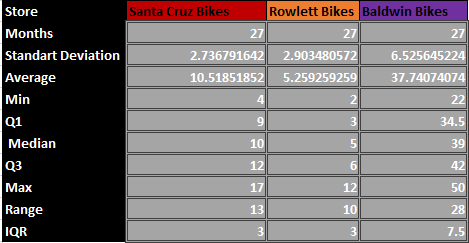 Store Santa Cruz Bikes Rowlett Bikes Baldwin Bikes
Months 27 27 27
Standart Deviation 2.736791642 2.903480572 6.525645224
Average 10.51851852 5.259259259 37.74074074
Min 4 2 22
Q1 9 3 34.5
Median 10 5 39
Q3 12 6 42
Max 17 12 50
Range 13 10 28
IQR 3 3 7.5